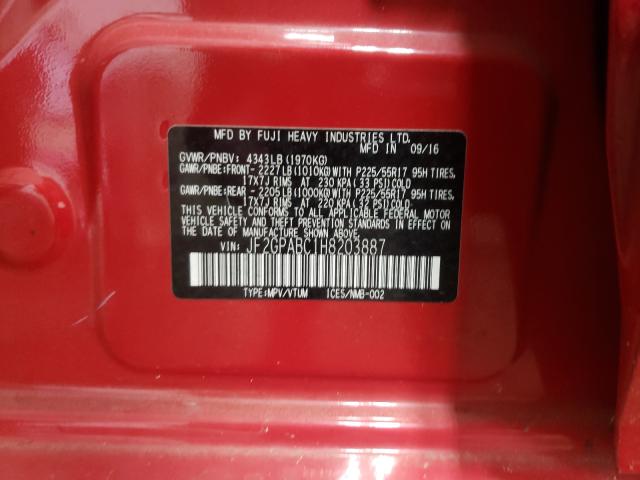 MFD BY FUJI HEAVY INDUSTRIES LTD.
MFD IN 09/16
GVWR/PNBV: 4343LB(1970KG)
GAWR/PNBE:FRONT-2227LB(1010KG)WITH P225/55R17 95H TIRES,
17X7J RIMS AT 230 KPA(33 PSI)COLD
GAWR/PNBE:REAR -2205LB(1000KG)WITH P225/55R17 95H TIRES,
17X7J RIMS AT 220 KPA(32 PSI)COLD
THIS VEHICLE CONFORMS TO ALL APPLICABLE FEDERAL MOTOR
VEHICLE SAFETY AND THEFT PREVENTION STANDARDS IN EFFECT ON
THE DATE OF MANUFACTURE SHOWN ABOVE.
VIN: JF2GPABC1H8203887
TYPE:MPV/VTUM ICES/NMB-002